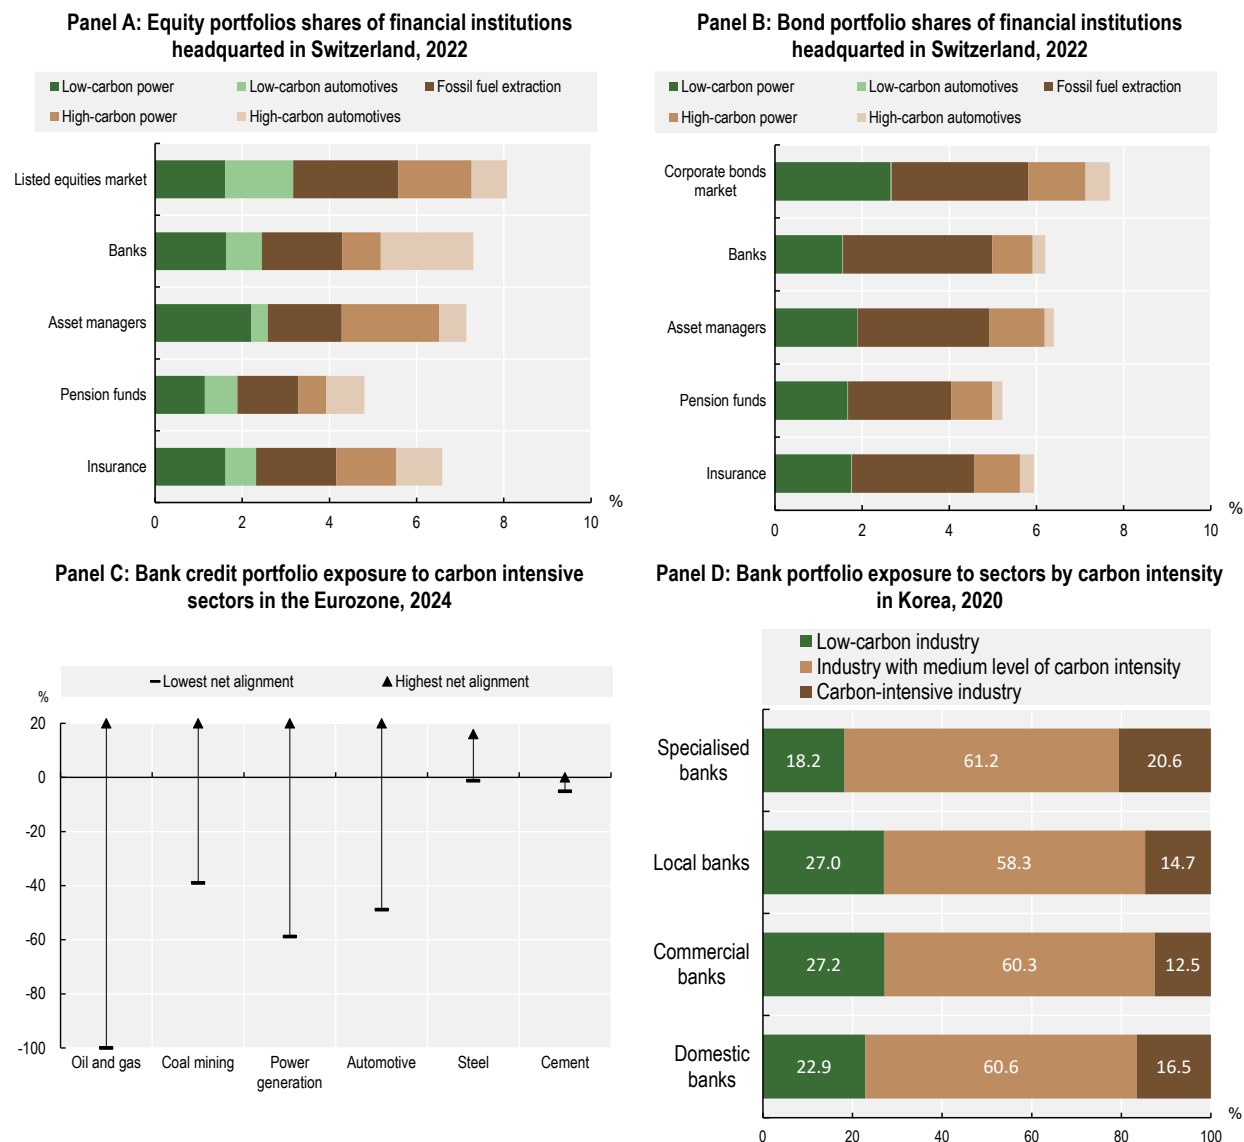 Panel A: Equity portfolios shares of financial institutions
headquarted in Switzerland, 2022
Low-carbon power
Low-carbon automotives
Fossil fuel extraction
High-carbon power
High-carbon automotives
Listed equities market
Banks
Asset managers
Pension funds
Insurance
%
0 2 4 6 8 10
Panel B: Bond portfolio shares of financial institutions
headquarted in Switzerland, 2022
Low-carbon power
Low-carbon automotives
Fossil fuel extraction
High-carbon power
High-carbon automotives
Corporate bonds
market
Banks
Asset managers
Pension funds
Insurance
%
0 2 4 6 8 10
Panel C: Bank credit portfolio exposure to carbon intensive
sectors in the Eurozone, 2024
Lowest net alignment
Highest net alignment
%
20
0
-20
-40
-60
-80
-100
Oil and gas
Coal mining
Power
generation
Automotive
Steel
Cement
Panel D: Bank portfolio exposure to sectors by carbon intensity
in Korea, 2020
Low-carbon industry
Industry with medium level of carbon intensity
Carbon-intensive industry
Specialised
banks
18.2 61.2 20.6
Local banks
27.0 58.3 14.7
Commercial
banks
27.2 60.3 12.5
Domestic
banks
22.9 60.6 16.5
%
0 20 40 60 80 100